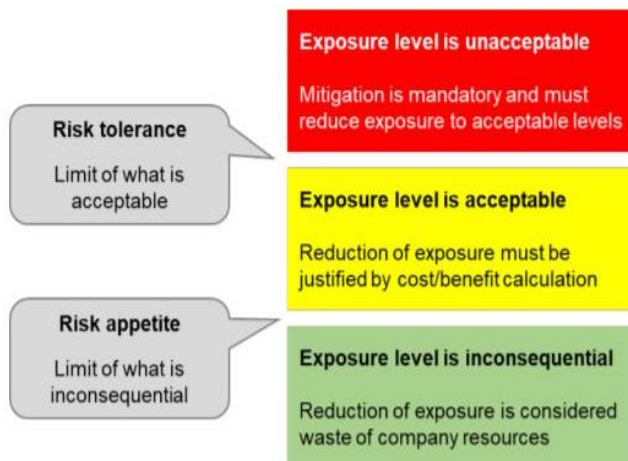 Exposure level is unacceptable
Mitigation is mandatory and must
reduce exposure to acceptable levels
Risk tolerance
Limit of what is
acceptable
Exposure level is acceptable
Reduction of exposure must be
justified by cost/benefit calculation
Risk appetite
Limit of what is
inconsequential
Exposure level is inconsequential
Reduction of exposure is considered
waste of company resources